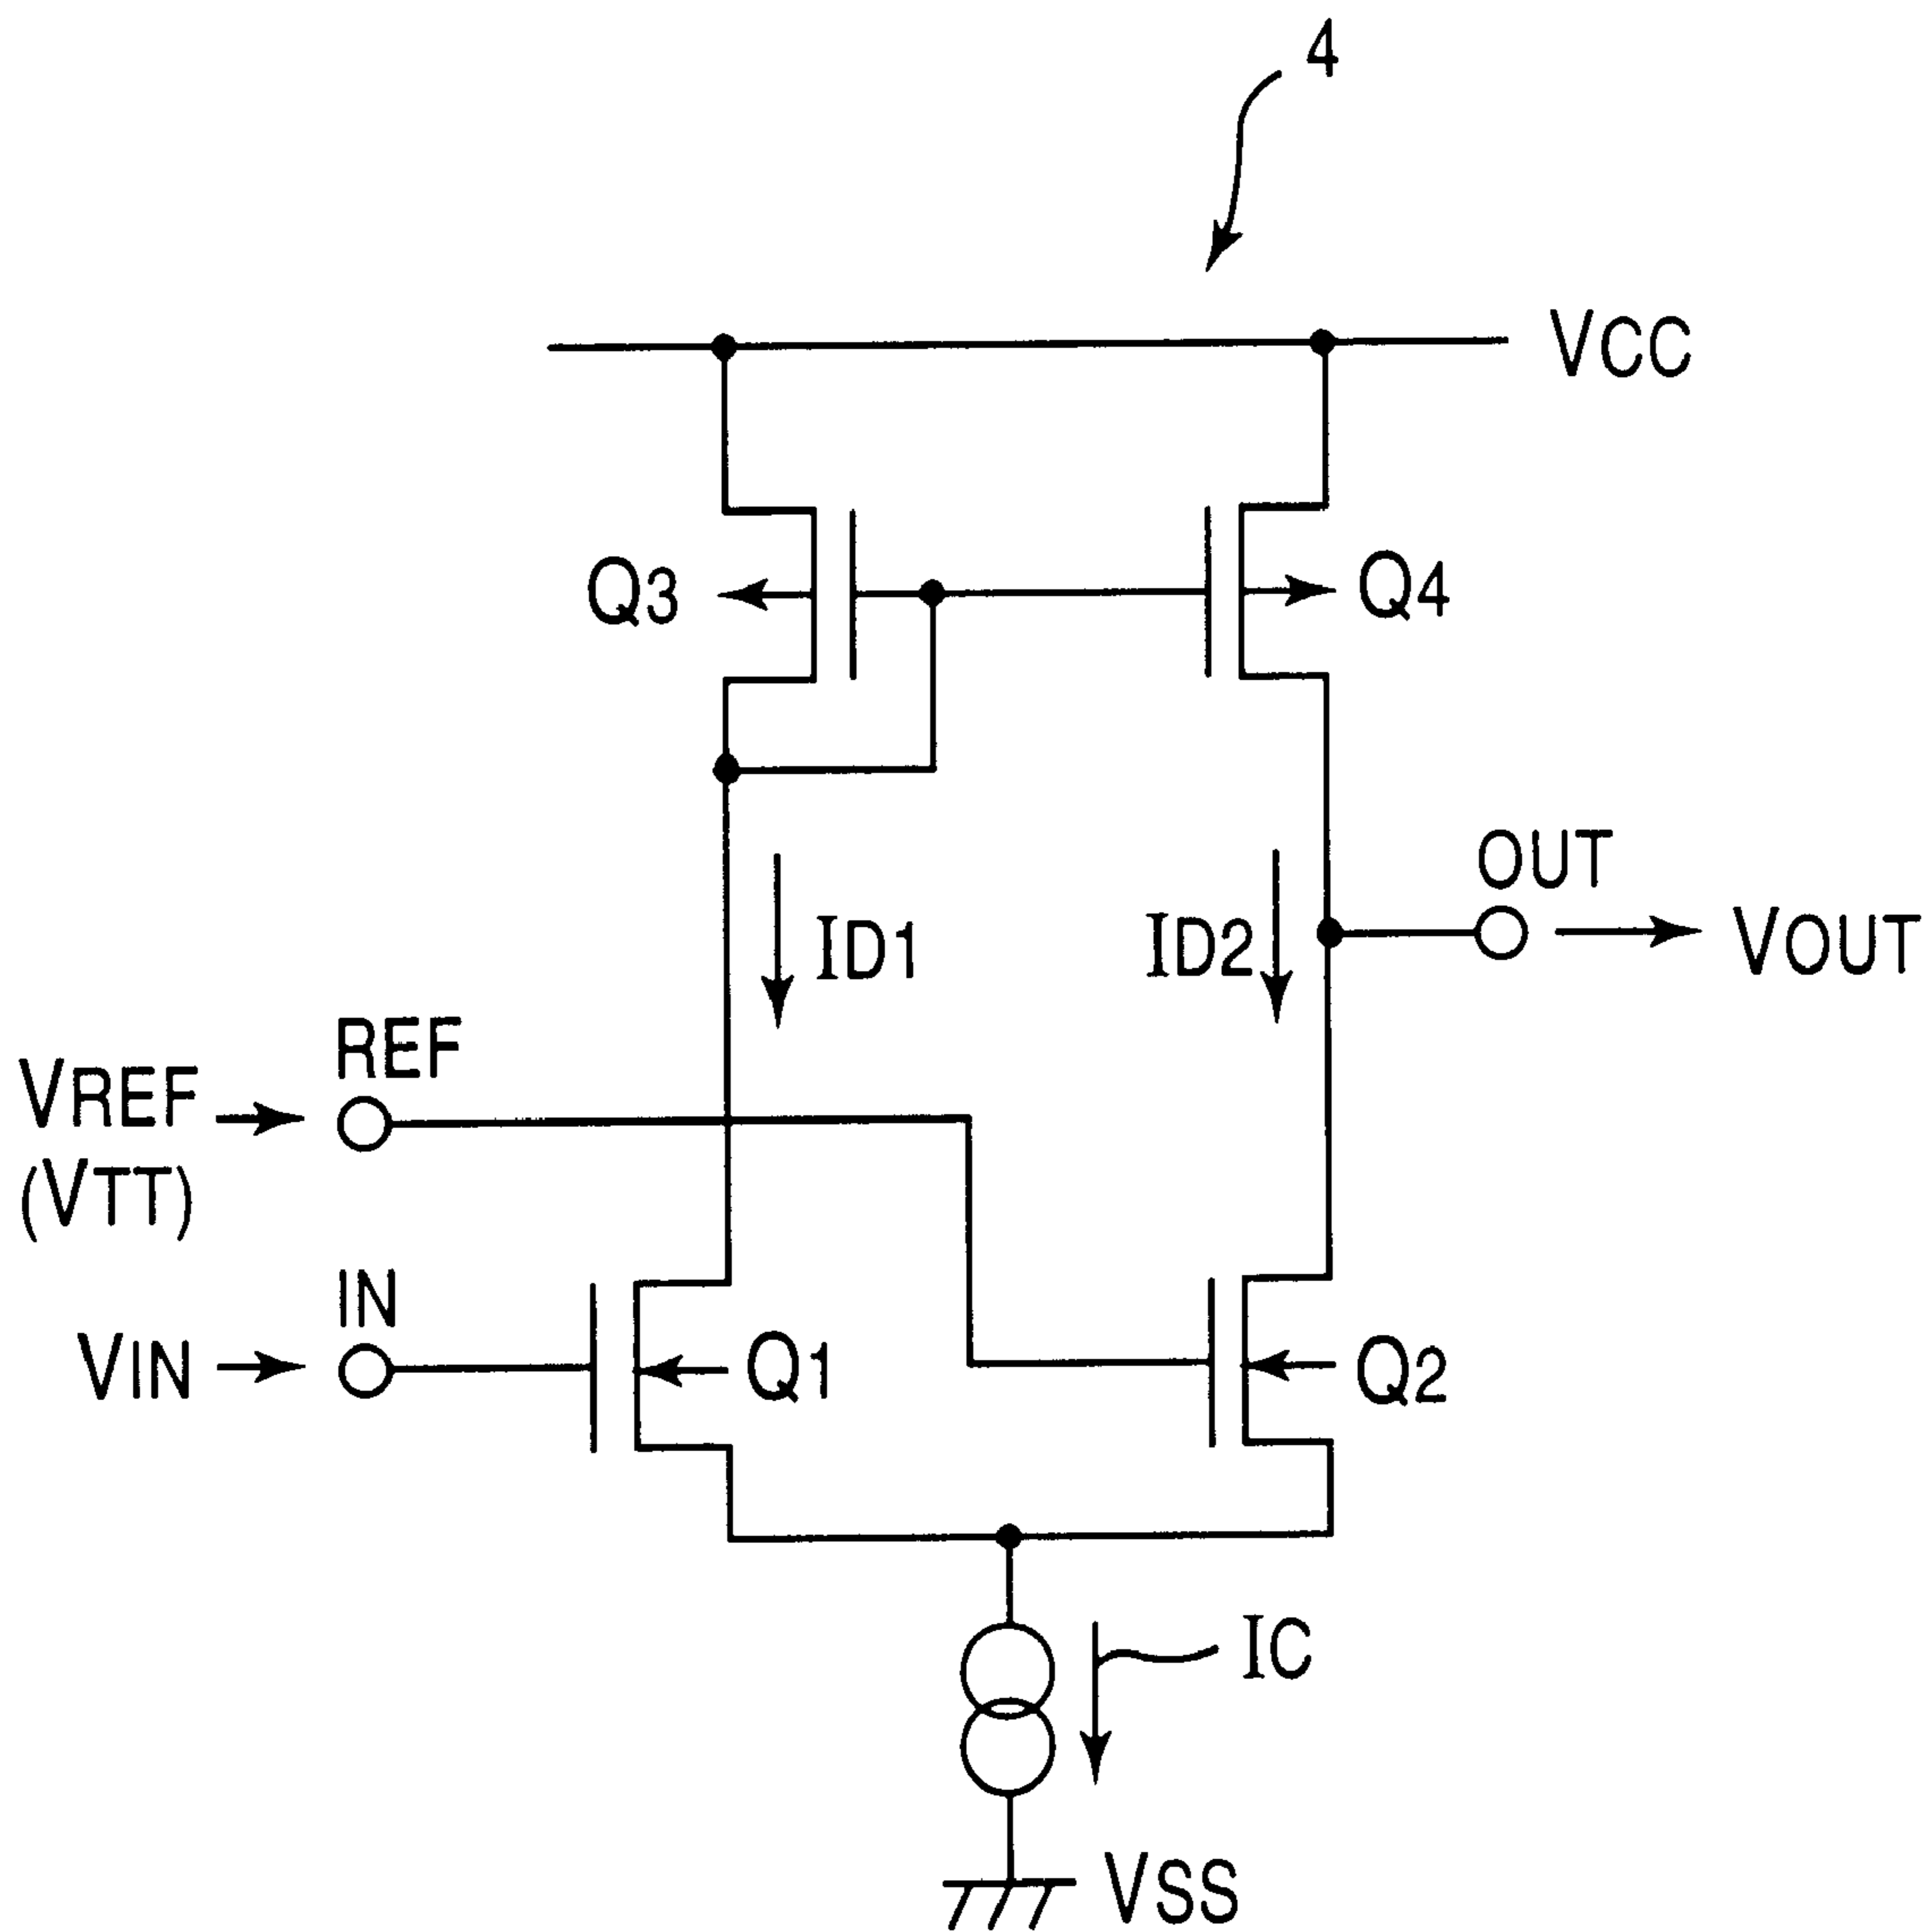 4
VCC
Q3
Q4
OUT
ID1
ID2
VOUT
REF
VREF
(VTT)
IN
VIN
Q1
Q2
IC
VSS